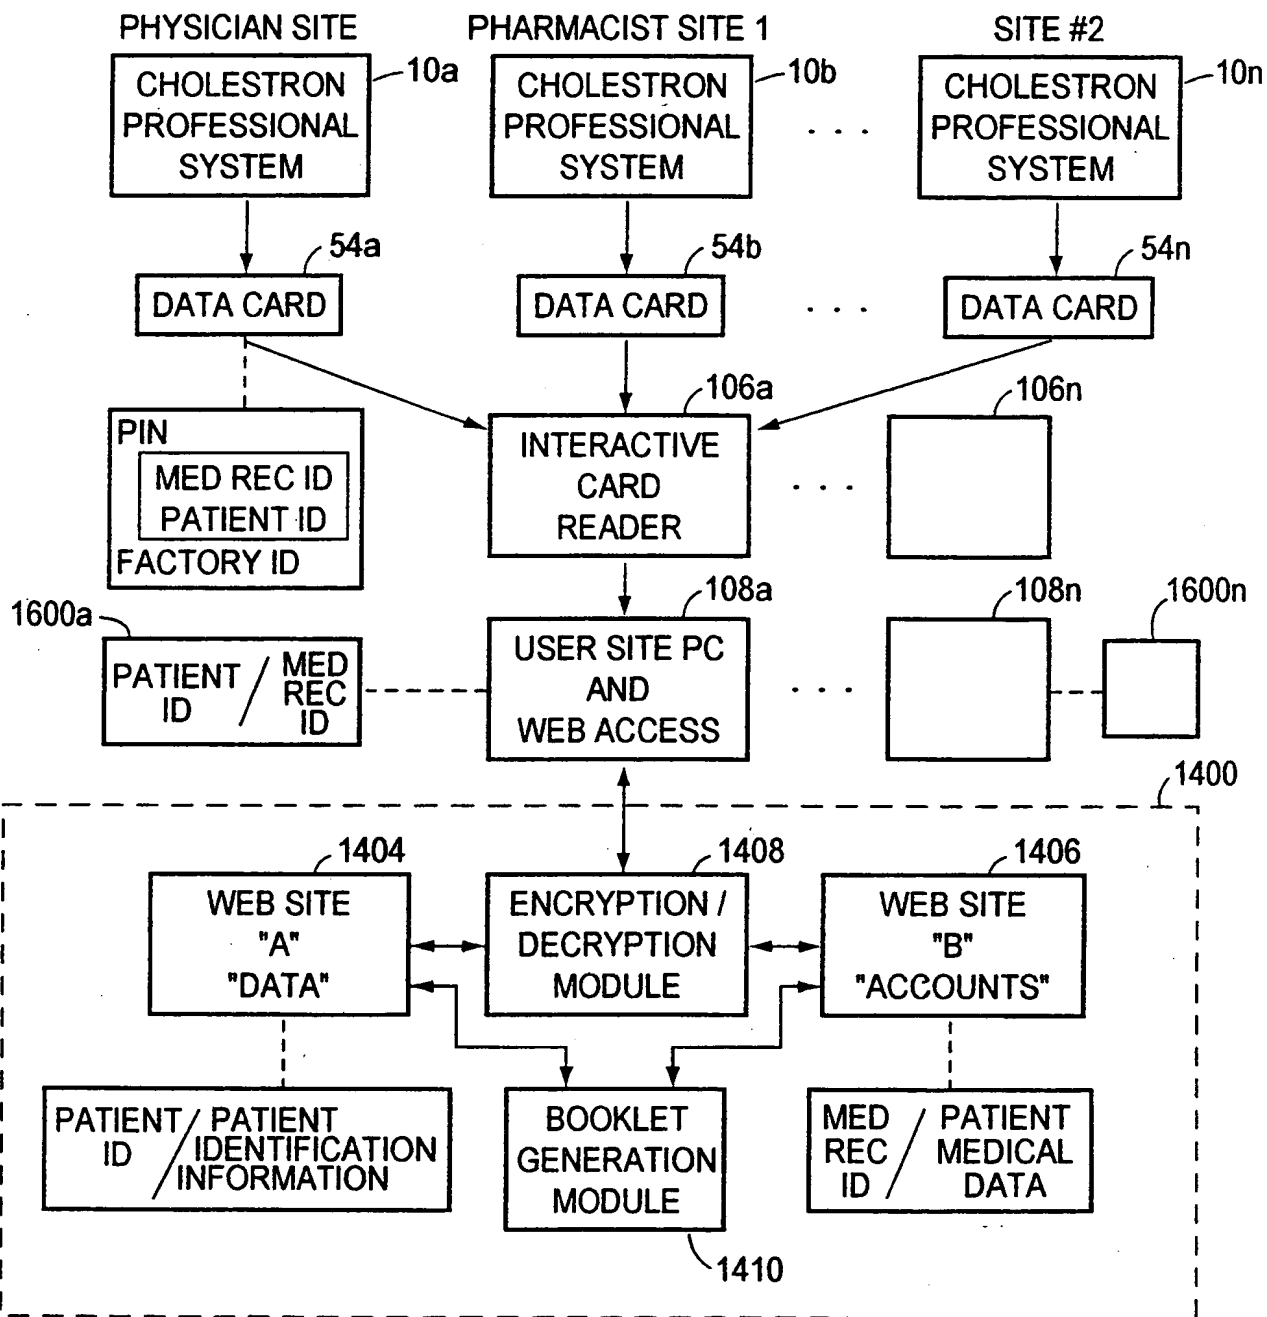 PHYSICIAN SITE
PHARMACIST SITE 1
SITE #2
CHOLESTRON
PROFESSIONAL
SYSTEM
10a
CHOLESTRON
PROFESSIONAL
SYSTEM
10b
. . .
CHOLESTRON
PROFESSIONAL
SYSTEM
10n
54a
DATA CARD
54b
DATA CARD
. . .
54n
DATA CARD
PIN
MED REC ID
PATIENT ID
FACTORY ID
106a
INTERACTIVE
CARD
READER
. . .
106n
1600a
PATIENT
ID
/
MED
REC
ID
108a
USER SITE PC
AND
WEB ACCESS
. . .
108n
1600n
1400
1404
WEB SITE
"A"
"DATA"
1408
ENCRYPTION /
DECRYPTION
MODULE
1406
WEB SITE
"B"
"ACCOUNTS"
PATIENT
ID
/
PATIENT
IDENTIFICATION
INFORMATION
BOOKLET
GENERATION
MODULE
1410
MED
REC
ID
/
PATIENT
MEDICAL
DATA